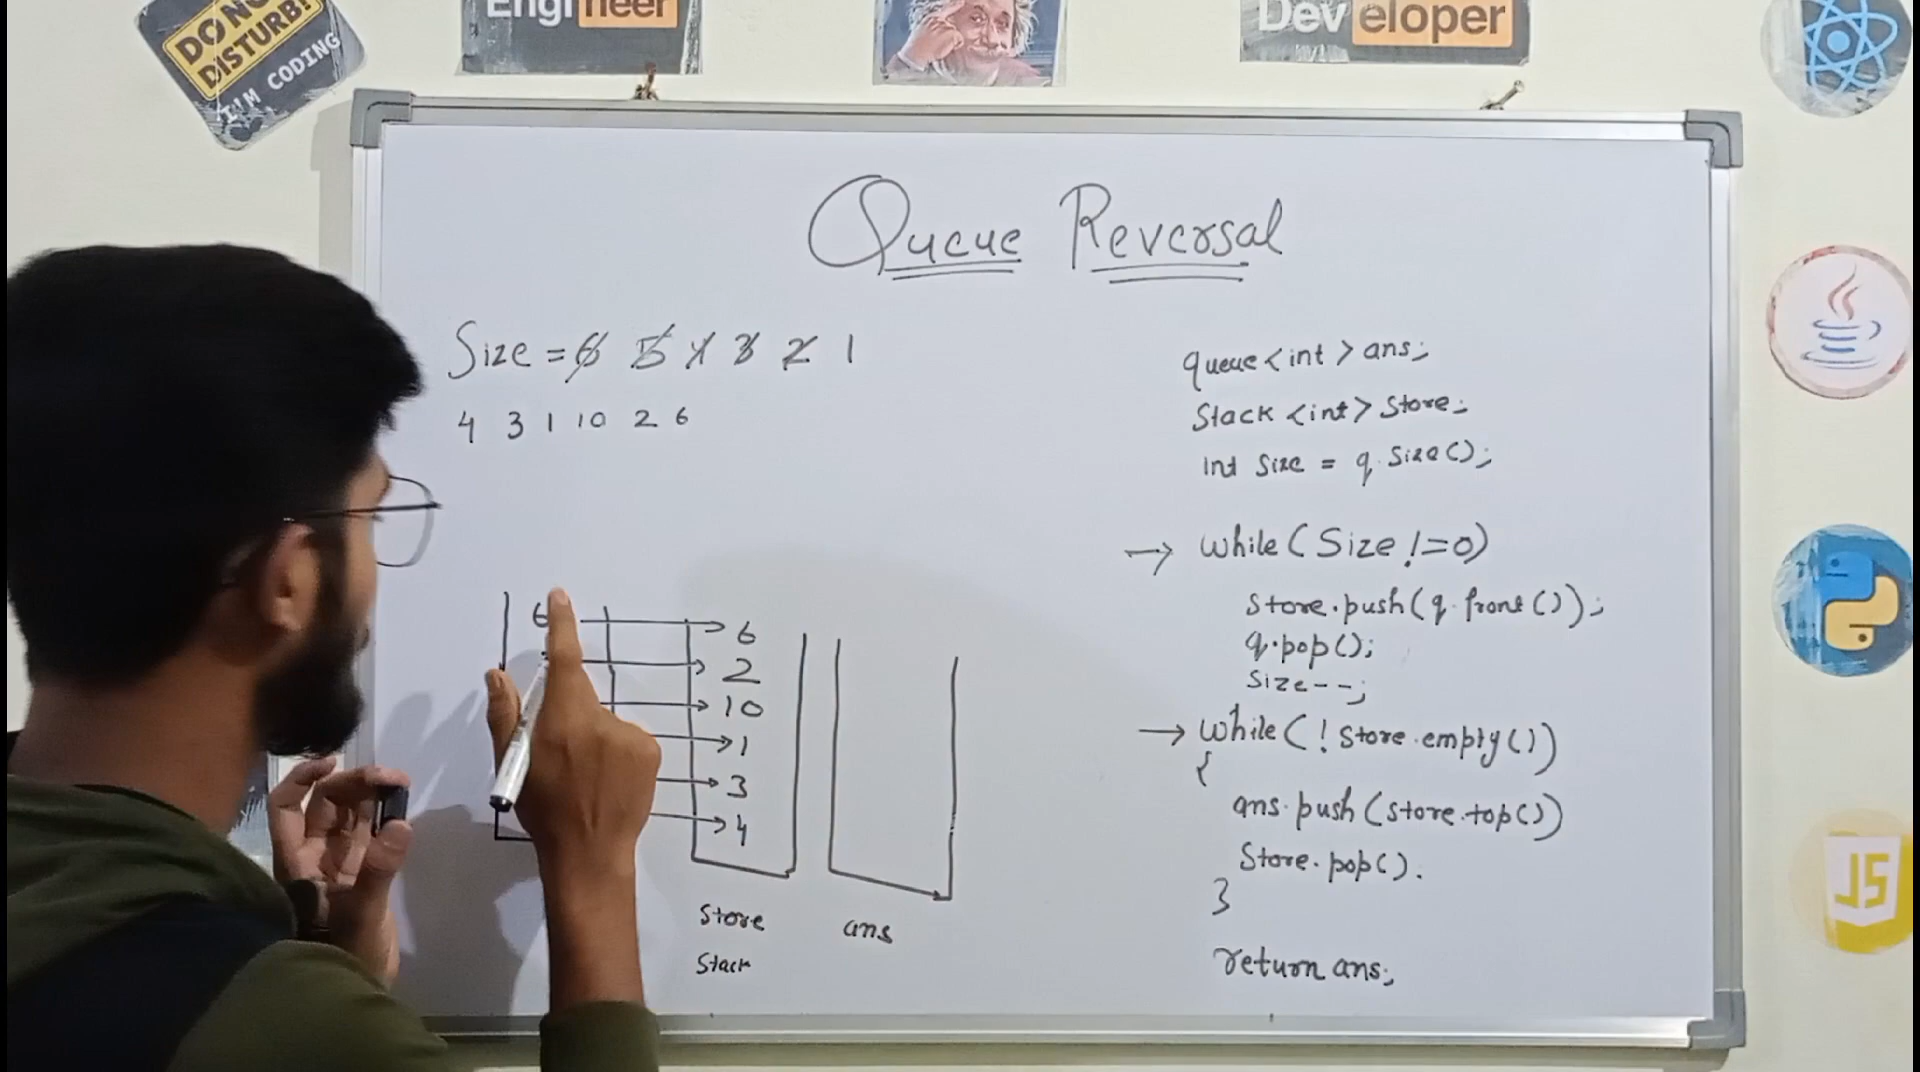 DO NOT
DISTURB!
I'M CODING
Engineer
Developer
Queue Reversal
Size = 6 5 4 3 2 1
4 3 1 10 2 6
6
6
2
10
1
3
4
Store
Stack
ans
queue <int> ans;
Stack <int> Store;
int Size = q.Size();
→ while (Size != 0)
Store.push(q.front());
q.pop();
Size--;
→ while (! Store.empty())
{
ans.push(store.top())
Store.pop().
}
return ans;
JS